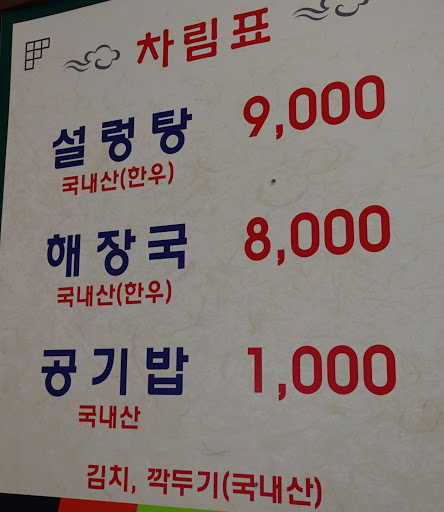 차림표
설렁탕 9,000
국내산(한우)
해장국 8,000
국내산(한우)
공기밥 1,000
국내산
김치, 깍두기(국내산)